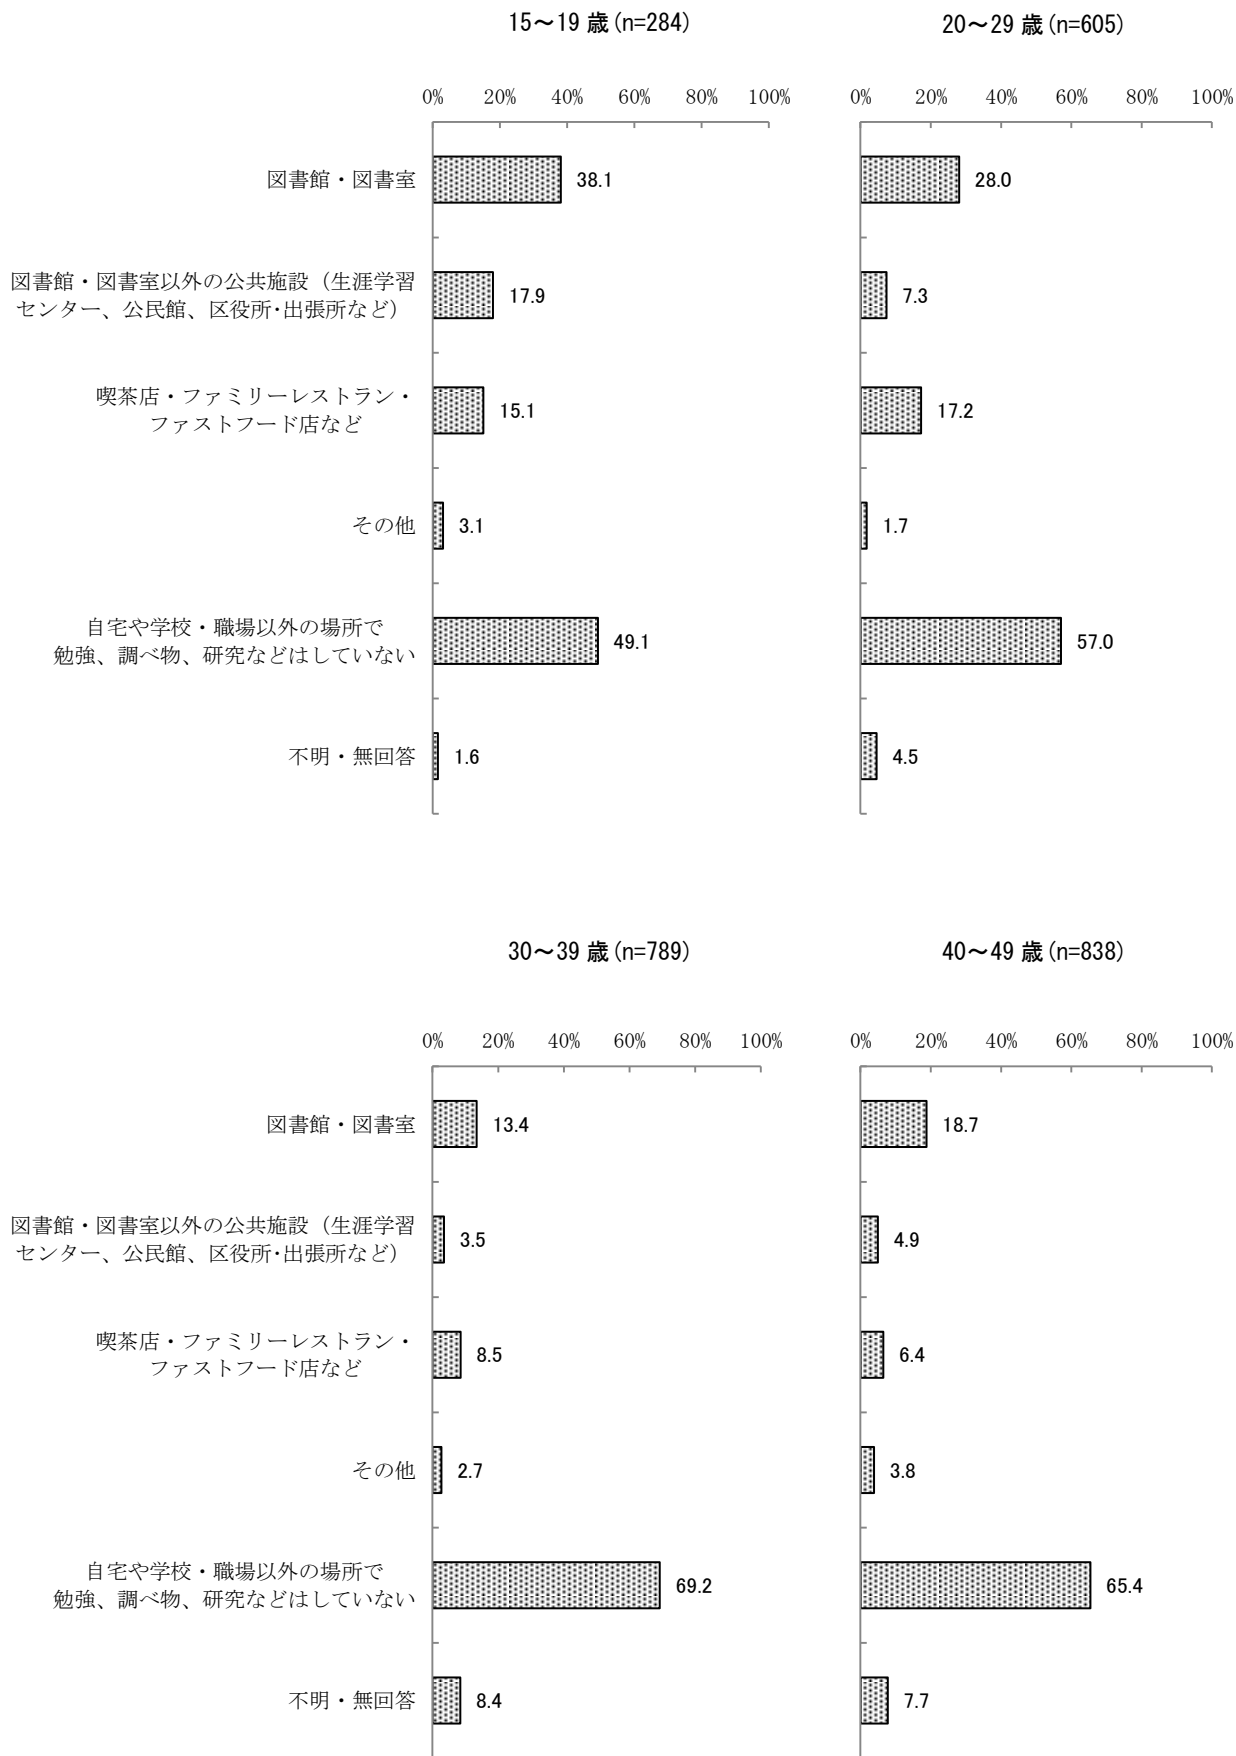 15～19 歳(n=284)
20～29 歳(n=605)
0% 20% 40% 60% 80% 100%
0% 20% 40% 60% 80% 100%
図書館・図書室
38.1
28.0
図書館・図書室以外の公共施設（生涯学習
センター、公民館、区役所･出張所など）
17.9
7.3
喫茶店・ファミリーレストラン・
ファストフード店など
15.1
17.2
その他
3.1
1.7
自宅や学校・職場以外の場所で
勉強、調べ物、研究などはしていない
49.1
57.0
不明・無回答
1.6
4.5
30～39 歳(n=789)
40～49 歳(n=838)
0% 20% 40% 60% 80% 100%
0% 20% 40% 60% 80% 100%
図書館・図書室
13.4
18.7
図書館・図書室以外の公共施設（生涯学習
センター、公民館、区役所･出張所など）
3.5
4.9
喫茶店・ファミリーレストラン・
ファストフード店など
8.5
6.4
その他
2.7
3.8
自宅や学校・職場以外の場所で
勉強、調べ物、研究などはしていない
69.2
65.4
不明・無回答
8.4
7.7